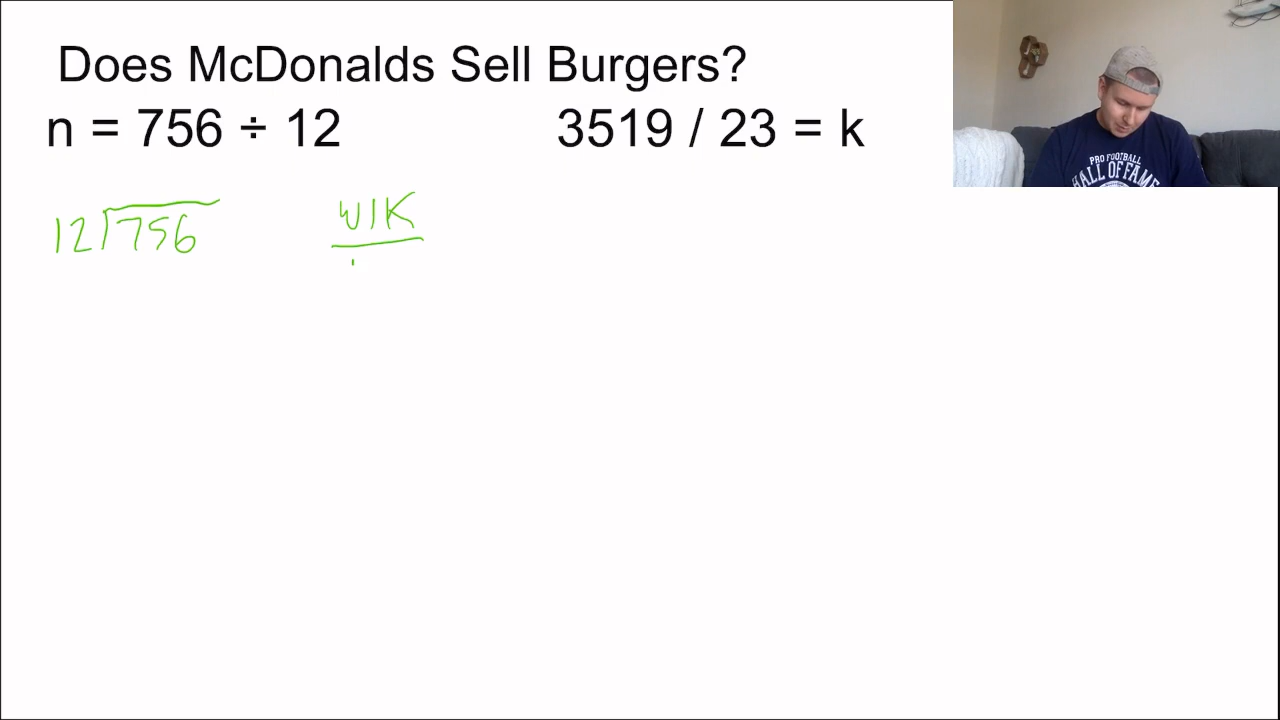 Does McDonalds Sell Burgers?
n = 756 ÷ 12
3519 / 23 = k
12 756
WIK
PRO FOOTBALL
HALL OF FAME